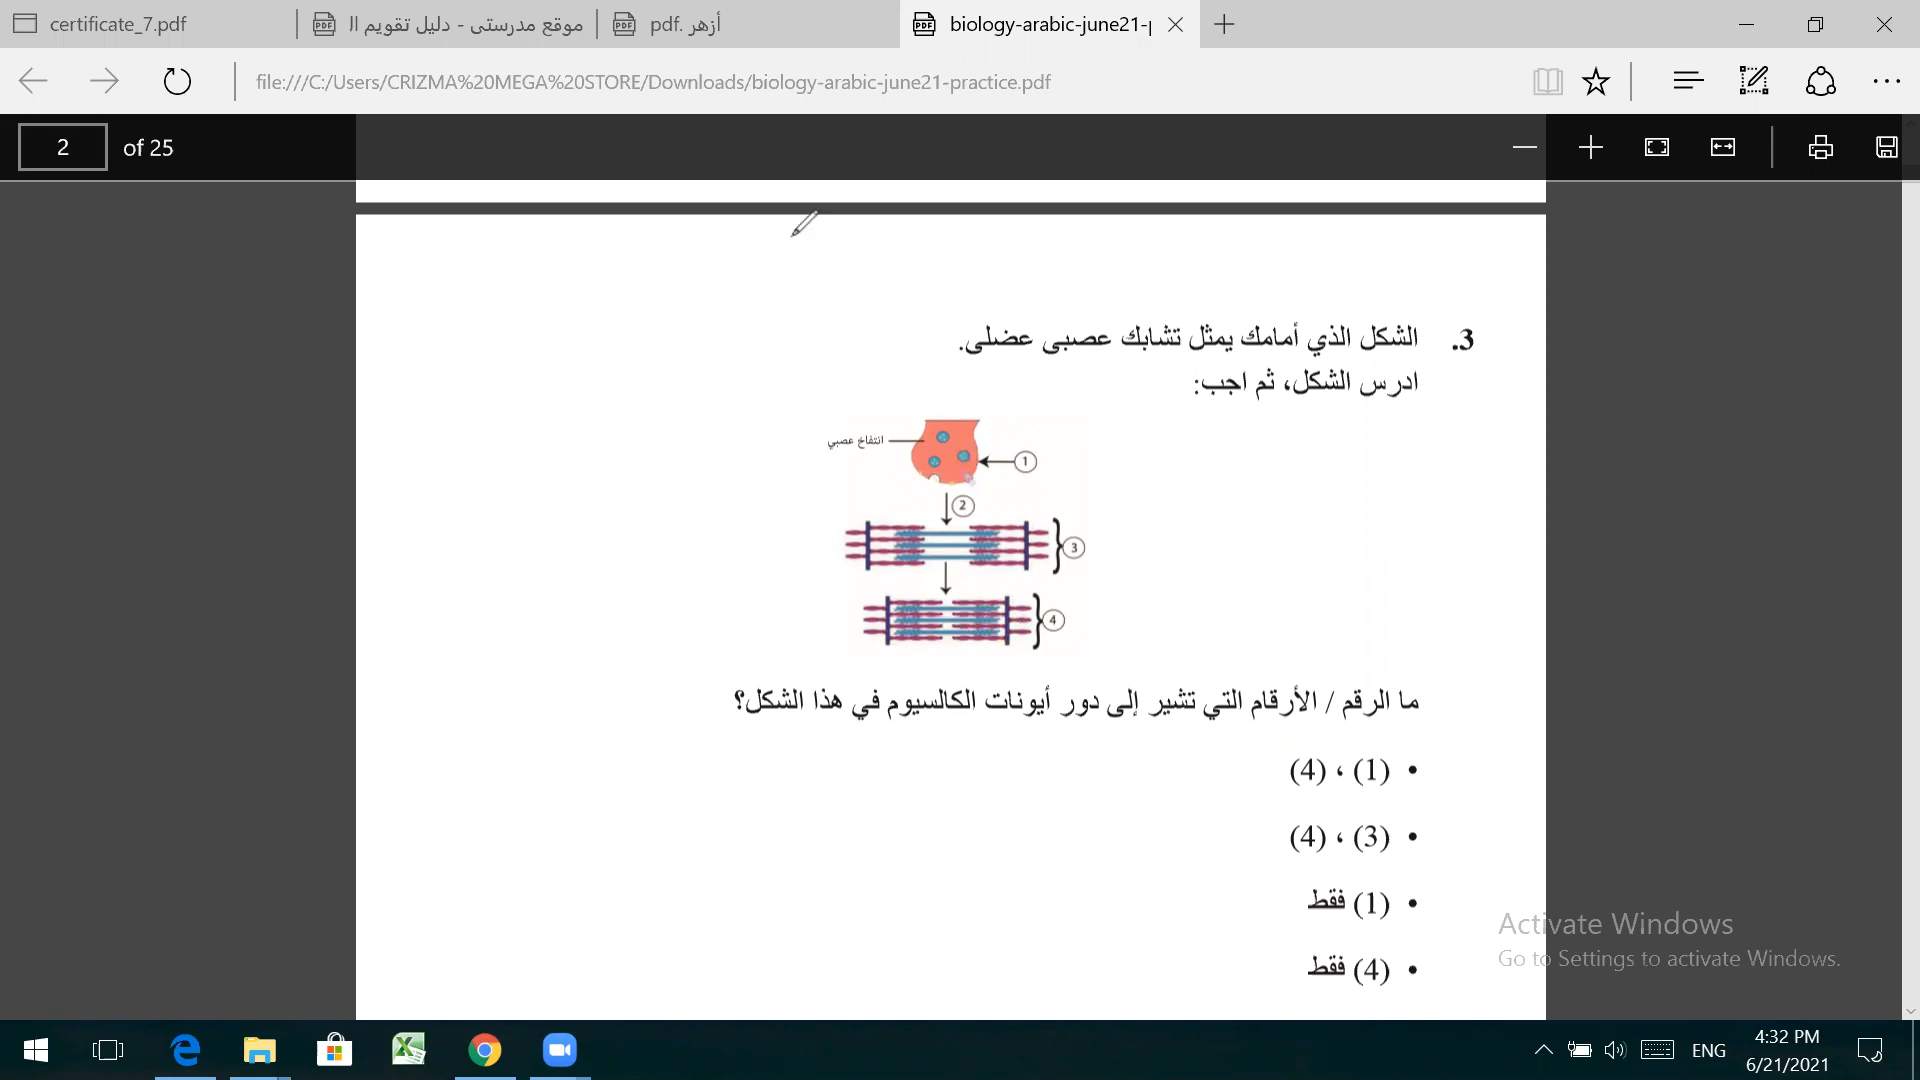 certificate_7.pdf
موقع مدرستى - دليل تقويم ال
أزهر .pdf
biology-arabic-june21-p
file:///C:/Users/CRIZMA%20MEGA%20STORE/Downloads/biology-arabic-june21-practice.pdf
2 of 25
3. الشكل الذي أمامك يمثل تشابك عصبى عضلى.
ادرس الشكل، ثم اجب:
انتفاخ عصبي
1
2
3
4
ما الرقم / الأرقام التي تشير إلى دور أيونات الكالسيوم في هذا الشكل؟
• (1) ، (4)
• (3) ، (4)
• (1) فقط
• (4) فقط
Activate Windows
Go to Settings to activate Windows.
ENG
4:32 PM
6/21/2021